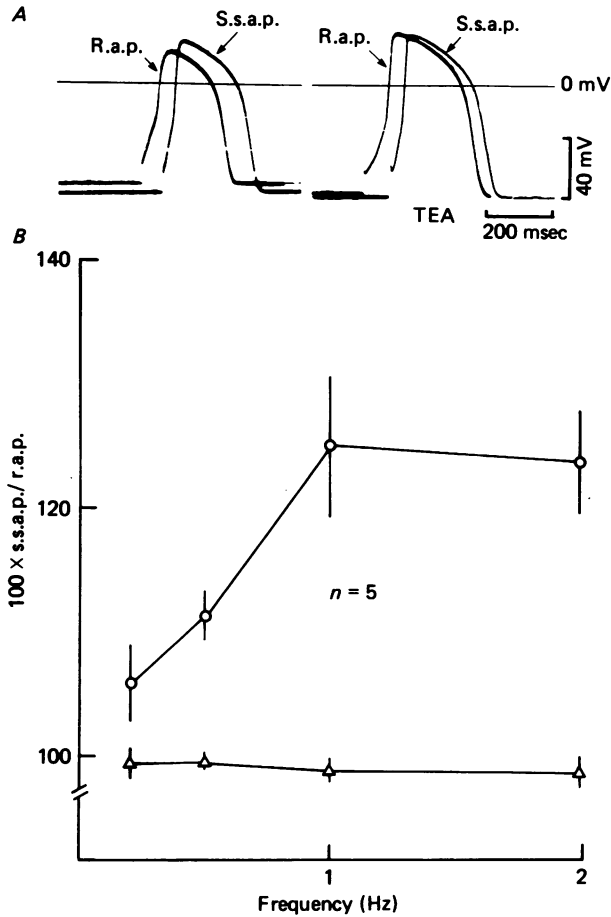 A
R.a.p.
S.s.a.p.
R.a.p.
S.s.a.p.
0 mV
40 mV
TEA
200 msec
B
140
120
100
100 × s.s.a.p./ r.a.p.
n = 5
1
2
Frequency (Hz)